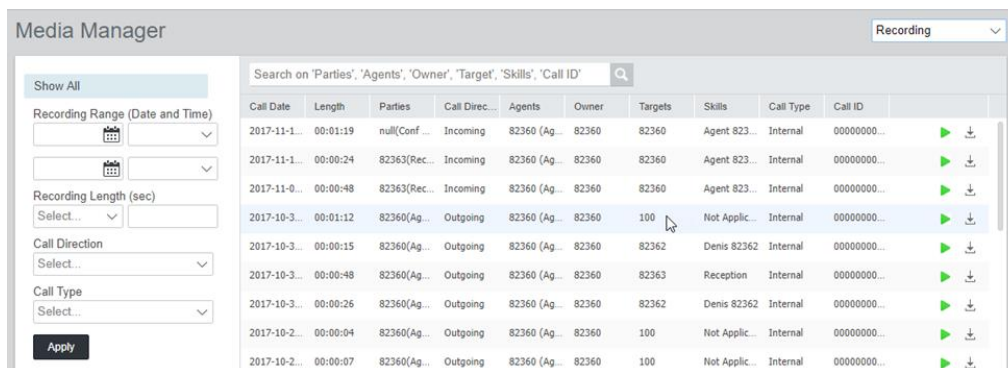 Media Manager
Recording
Show All
Recording Range (Date and Time)
Recording Length (sec)
Select...
Call Direction
Select...
Call Type
Select...
Apply
Search on 'Parties', 'Agents', 'Owner', 'Target', 'Skills', 'Call ID'
Call Date Length Parties Call Direc... Agents Owner Targets Skills Call Type Call ID
2017-11-1... 00:01:19 null(Conf ... Incoming 82360 (Ag... 82360 82360 Agent 823... Internal 00000000...
2017-11-1... 00:00:24 82363(Rec... Incoming 82360 (Ag... 82360 82360 Agent 823... Internal 00000000...
2017-11-0... 00:00:48 82363(Rec... Incoming 82360 (Ag... 82360 82360 Agent 823... Internal 00000000...
2017-10-3... 00:01:12 82360(Ag... Outgoing 82360 (Ag... 82360 100 Not Applic... Internal 00000000...
2017-10-3... 00:00:15 82360(Ag... Outgoing 82360 (Ag... 82360 82362 Denis 82362 Internal 00000000...
2017-10-3... 00:00:48 82360(Ag... Outgoing 82360 (Ag... 82360 82363 Reception Internal 00000000...
2017-10-3... 00:00:26 82360(Ag... Outgoing 82360 (Ag... 82360 82362 Denis 82362 Internal 00000000...
2017-10-2... 00:00:04 82360(Ag... Outgoing 82360 (Ag... 82360 100 Not Applic... Internal 00000000...
2017-10-2... 00:00:07 82360(Ag... Outgoing 82360 (Ag... 82360 100 Not Applic... Internal 00000000...